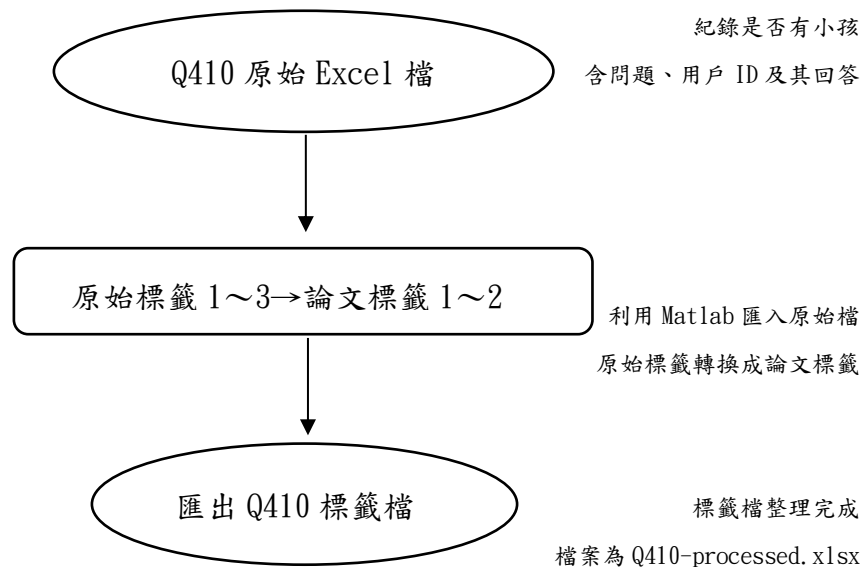 紀錄是否有小孩
Q410 原始 Excel 檔
含問題、用戶 ID 及其回答
原始標籤 1～3→論文標籤 1～2
利用 Matlab 匯入原始檔
原始標籤轉換成論文標籤
匯出 Q410 標籤檔
標籤檔整理完成
檔案為 Q410-processed.xlsx